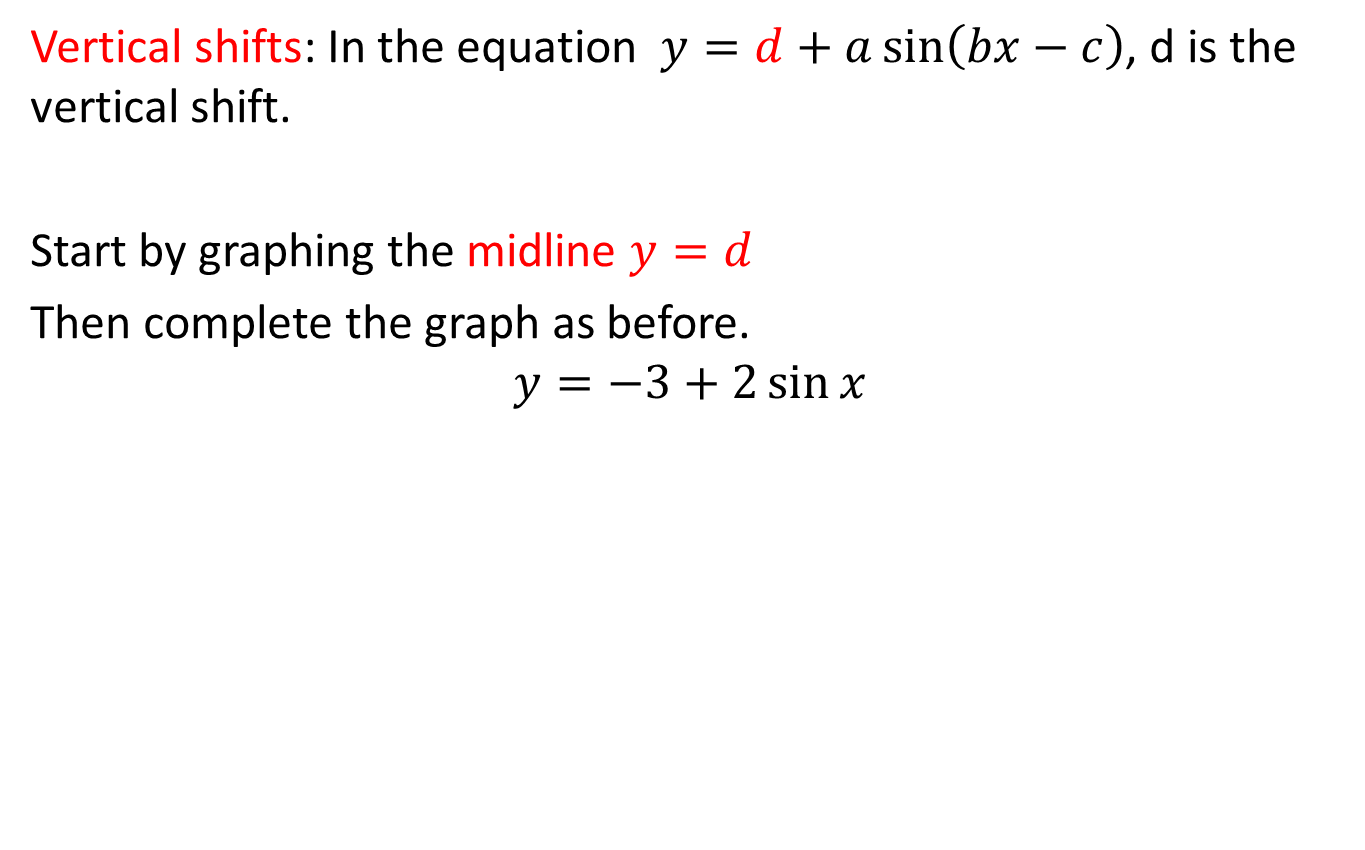 Vertical shifts: In the equation y = d + a sin(bx − c), d is the
vertical shift.
Start by graphing the midline y = d
Then complete the graph as before.
y = −3 + 2 sin x